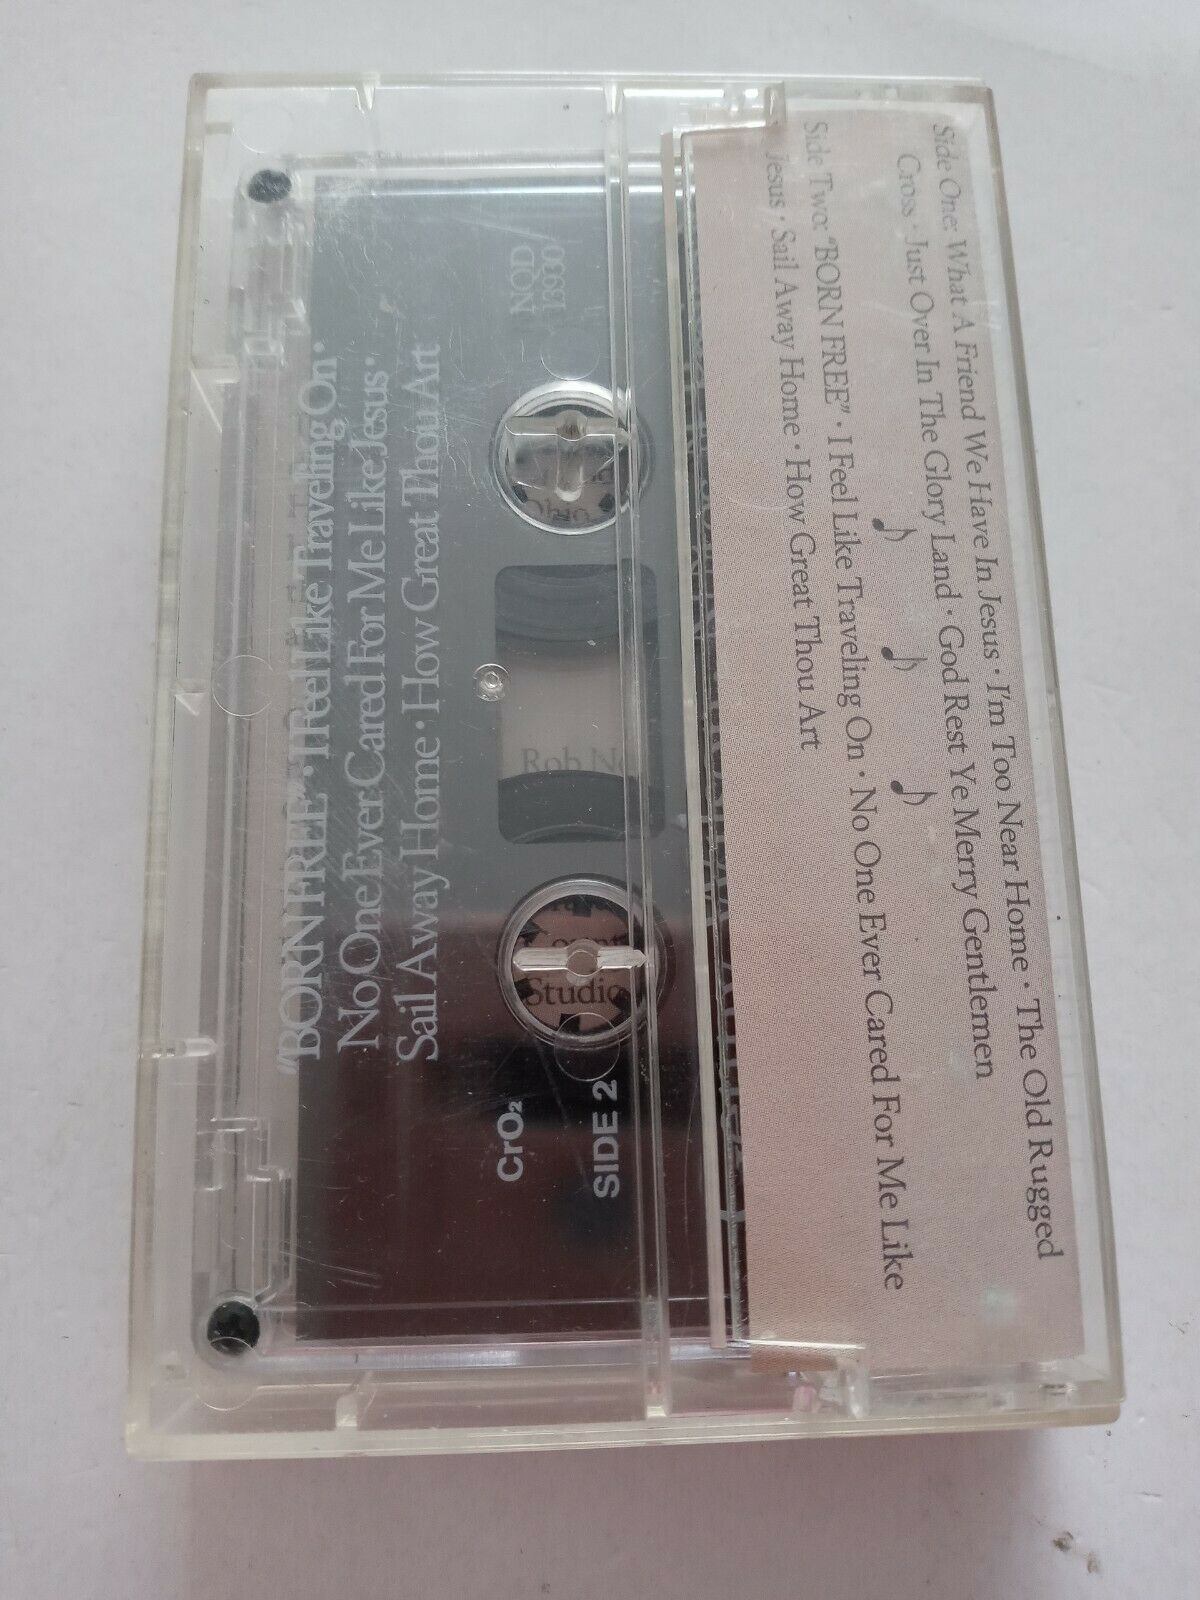 Side One: What A Friend We Have In Jesus · I'm Too Near Home · The Old Rugged
Cross · Just Over In The Glory Land · God Rest Ye Merry Gentlemen
Side Two: "BORN FREE" · I Feel Like Traveling On · No One Ever Cared For Me Like
Jesus · Sail Away Home · How Great Thou Art
"BORN FREE" · I Feel Like Traveling On ·
No One Ever Cared For Me Like Jesus ·
Sail Away Home · How Great Thou Art
NOD
CrO₂
SIDE 2
Rob
Studio